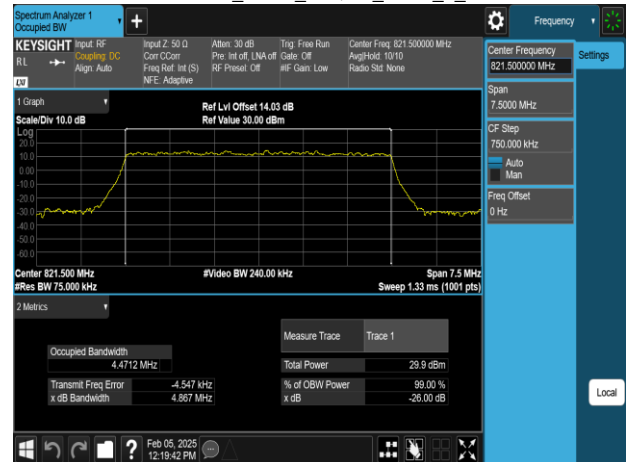 Spectrum Analyzer 1
Occupied BW
Frequency
KEYSIGHT
RL
LXI
Input: RF
Coupling: DC
Align: Auto
Input Z: 50 Ω
Corr CCorr
Freq Ref: Int (S)
NFE: Adaptive
Atten: 30 dB
Pre: Int off, LNA off
RF Presel: Off
Trig: Free Run
Gate: Off
#IF Gain: Low
Center Freq: 821.500000 MHz
Avg|Hold: 10/10
Radio Std: None
Center Frequency
821.500000 MHz
Settings
Span
7.5000 MHz
CF Step
750.000 kHz
Auto
Man
Freq Offset
0 Hz
Local
1 Graph
Scale/Div 10.0 dB
Ref Lvl Offset 14.03 dB
Ref Value 30.00 dBm
Log
20.0
10.0
0.00
-10.0
-20.0
-30.0
-40.0
-50.0
-60.0
Center 821.500 MHz
#Video BW 240.00 kHz
Span 7.5 MHz
#Res BW 75.000 kHz
Sweep 1.33 ms (1001 pts)
2 Metrics
Measure Trace
Trace 1
Occupied Bandwidth
4.4712 MHz
Total Power
29.9 dBm
Transmit Freq Error
-4.547 kHz
% of OBW Power
99.00 %
x dB Bandwidth
4.867 MHz
x dB
-26.00 dB
?
Feb 05, 2025
12:19:42 PM